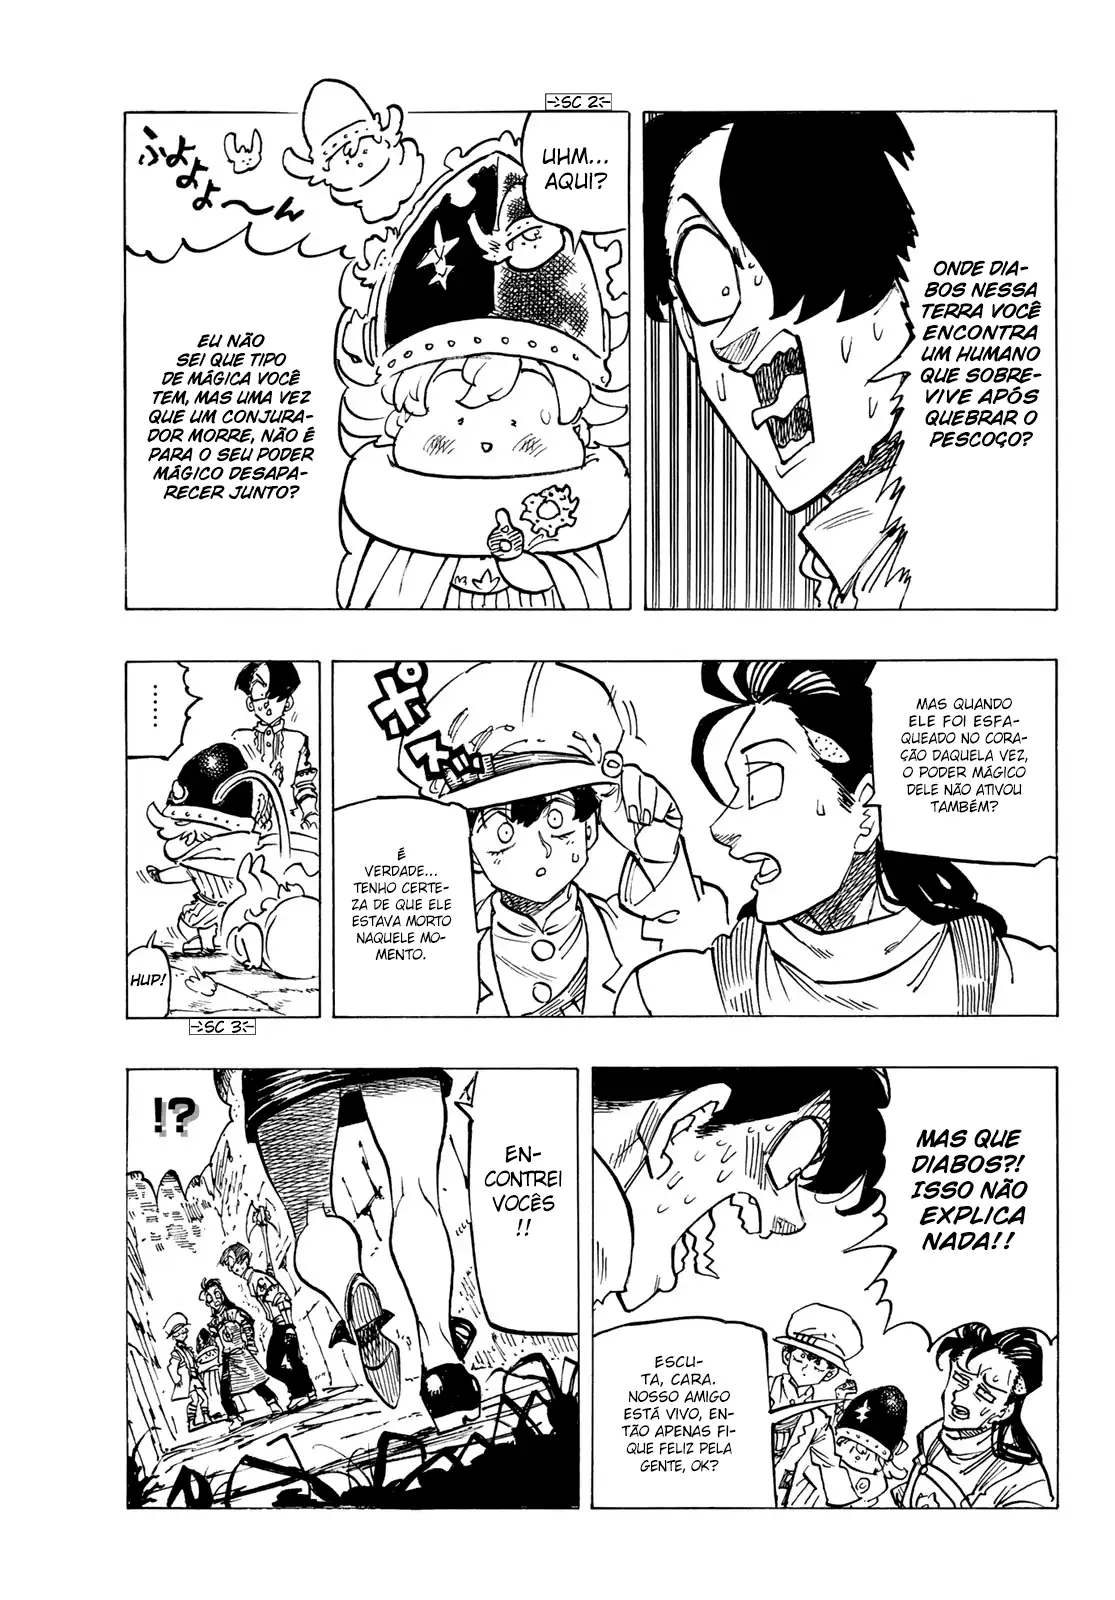 ONDE DIA-
BOS NESSA
TERRA VOCÊ
ENCONTRA
UM HUMANO
QUE SOBRE-
VIVE APÓS
QUEBRAR O
PESCOÇO?
SC 2
UHM...
AQUI?
ふよよよよ〜ん
EU NÃO
SEI QUE TIPO
DE MÁGICA VOCÊ
TEM, MAS UMA VEZ
QUE UM CONJURA-
DOR MORRE, NÃO É
PARA O SEU PODER
MÁGICO DESAPA-
RECER JUNTO?
MAS QUANDO
ELE FOI ESFA-
QUEADO NO CORA-
ÇÃO DAQUELA VEZ,
O PODER MÁGICO
DELE NÃO ATIVOU
TAMBÉM?
É
VERDADE...
TENHO CERTE-
ZA DE QUE ELE
ESTAVA MORTO
NAQUELE MO-
MENTO.
......
HUP!
SC 3
MAS QUE
DIABOS?!
ISSO NÃO
EXPLICA
NADA!!
ESCU-
TA, CARA.
NOSSO AMIGO
ESTÁ VIVO, EN-
TÃO APENAS FI-
QUE FELIZ PELA
GENTE, OK?
EN-
CONTREI
VOCÊS
!!
!?